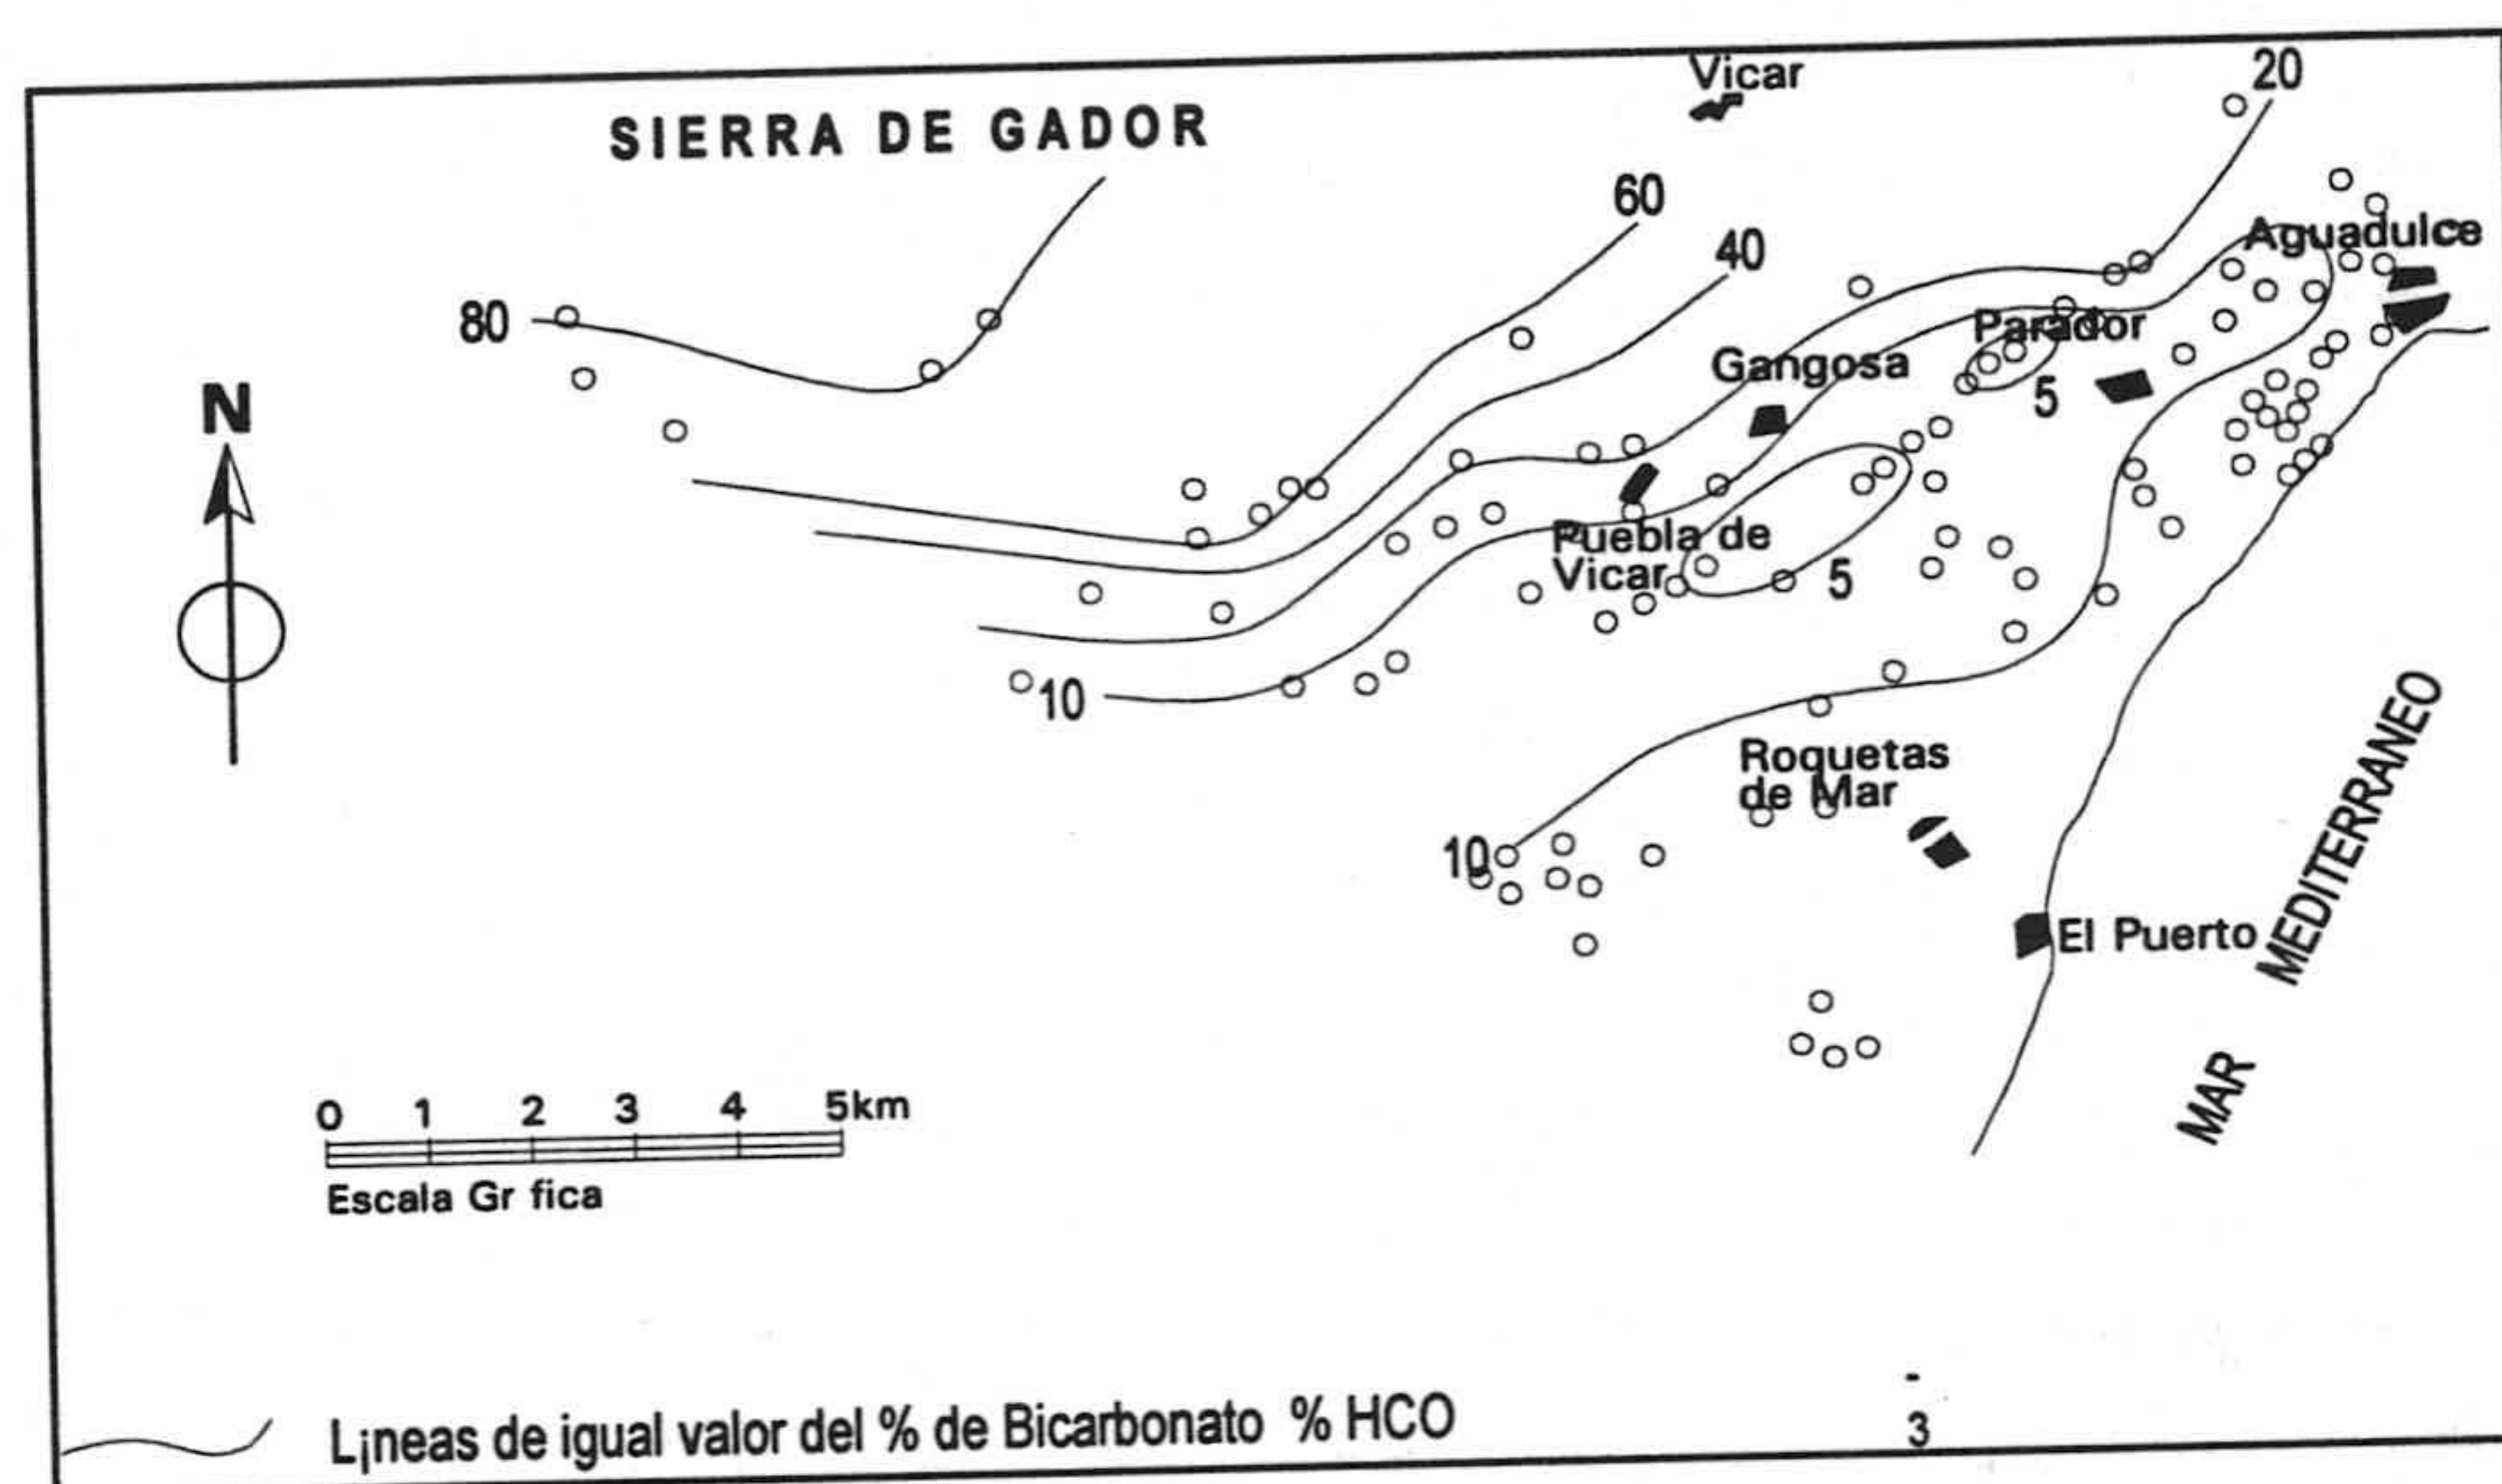 Vicar
20
SIERRA DE GADOR
60
40
Aguadulce
80
Parador
Gangosa
N
5
Puebla de
Vicar
5
10
Roquetas
de Mar
10
El Puerto
MAR MEDITERRANEO
0 1 2 3 4 5km
Escala Gr fica
L¡neas de igual valor del % de Bicarbonato % HCO
-
3